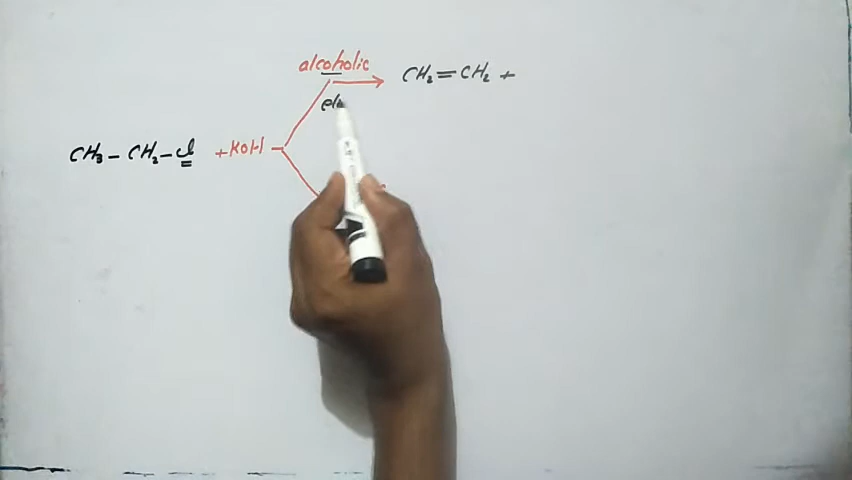 alcoholic
CH₂=CH₂ +
CH₃-CH₂-Cl +KOH